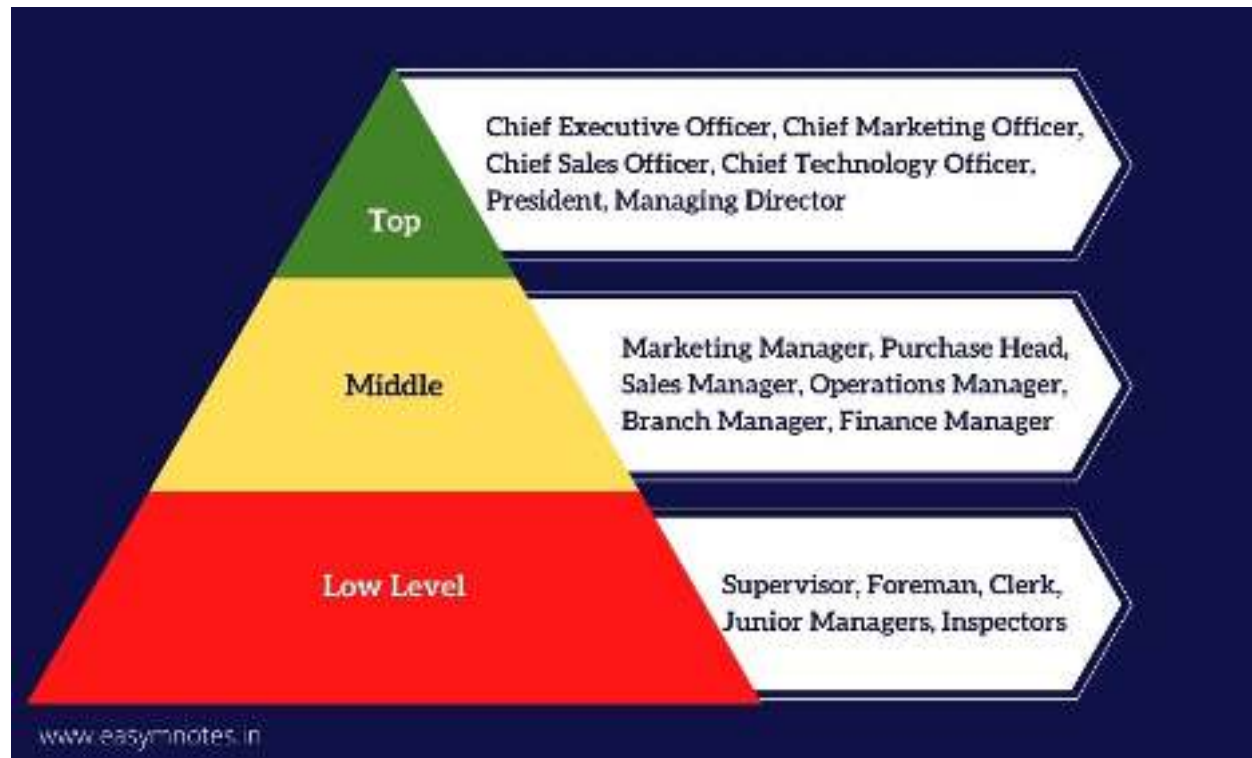 Chief Executive Officer, Chief Marketing Officer,
Chief Sales Officer, Chief Technology Officer,
President, Managing Director
Top
Marketing Manager, Purchase Head,
Sales Manager, Operations Manager,
Branch Manager, Finance Manager
Middle
Supervisor, Foreman, Clerk,
Junior Managers, Inspectors
Low Level
www.easymnotes.in